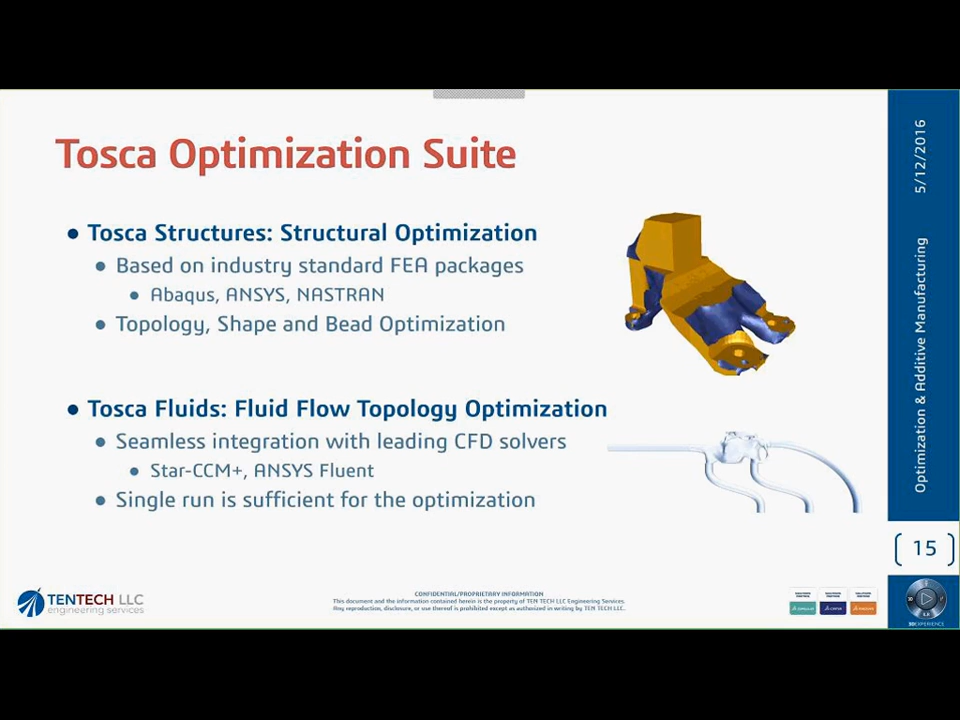 Tosca Optimization Suite
● Tosca Structures: Structural Optimization
● Based on industry standard FEA packages
● Abaqus, ANSYS, NASTRAN
● Topology, Shape and Bead Optimization
● Tosca Fluids: Fluid Flow Topology Optimization
● Seamless integration with leading CFD solvers
● Star-CCM+, ANSYS Fluent
● Single run is sufficient for the optimization
5/12/2016
Optimization & Additive Manufacturing
[ 15 ]
TENTECH LLC
engineering services
CONFIDENTIAL/PROPRIETARY INFORMATION
This document and the information contained herein is the property of TEN TECH LLC Engineering Services.
Any reproduction, disclosure, or use thereof is prohibited except as authorized in writing by TEN TECH LLC.
3DEXPERIENCE